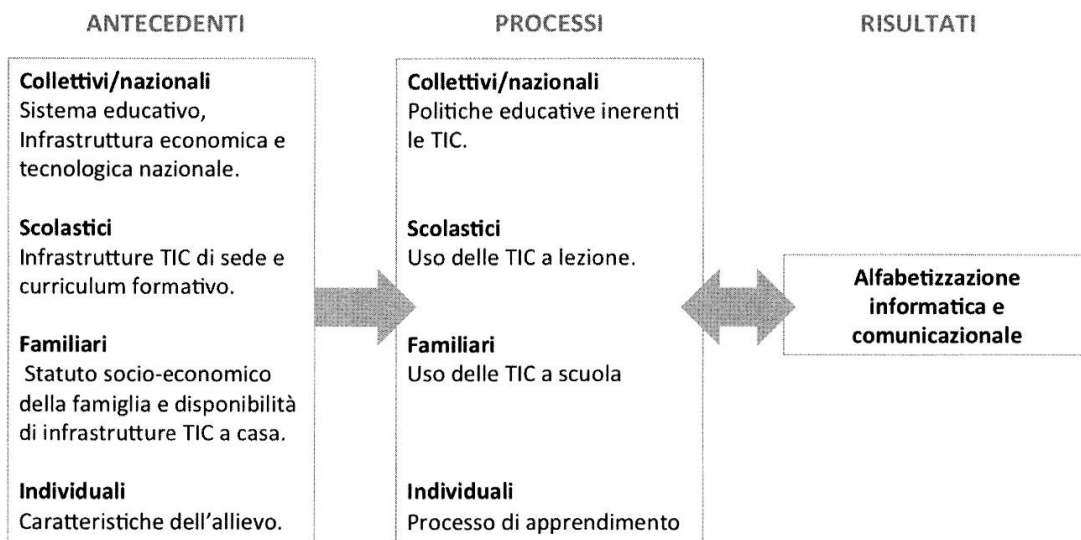 ANTECEDENTI
PROCESSI
RISULTATI
Collettivi/nazionali
Sistema educativo,
Infrastruttura economica e
tecnologica nazionale.
Scolastici
Infrastrutture TIC di sede e
curriculum formativo.
Familiari
Statuto socio-economico
della famiglia e disponibilità
di infrastrutture TIC a casa.
Individuali
Caratteristiche dell'allievo.
Collettivi/nazionali
Politiche educative inerenti
le TIC.
Scolastici
Uso delle TIC a lezione.
Familiari
Uso delle TIC a scuola
Individuali
Processo di apprendimento
Alfabetizzazione
informatica e
comunicazionale